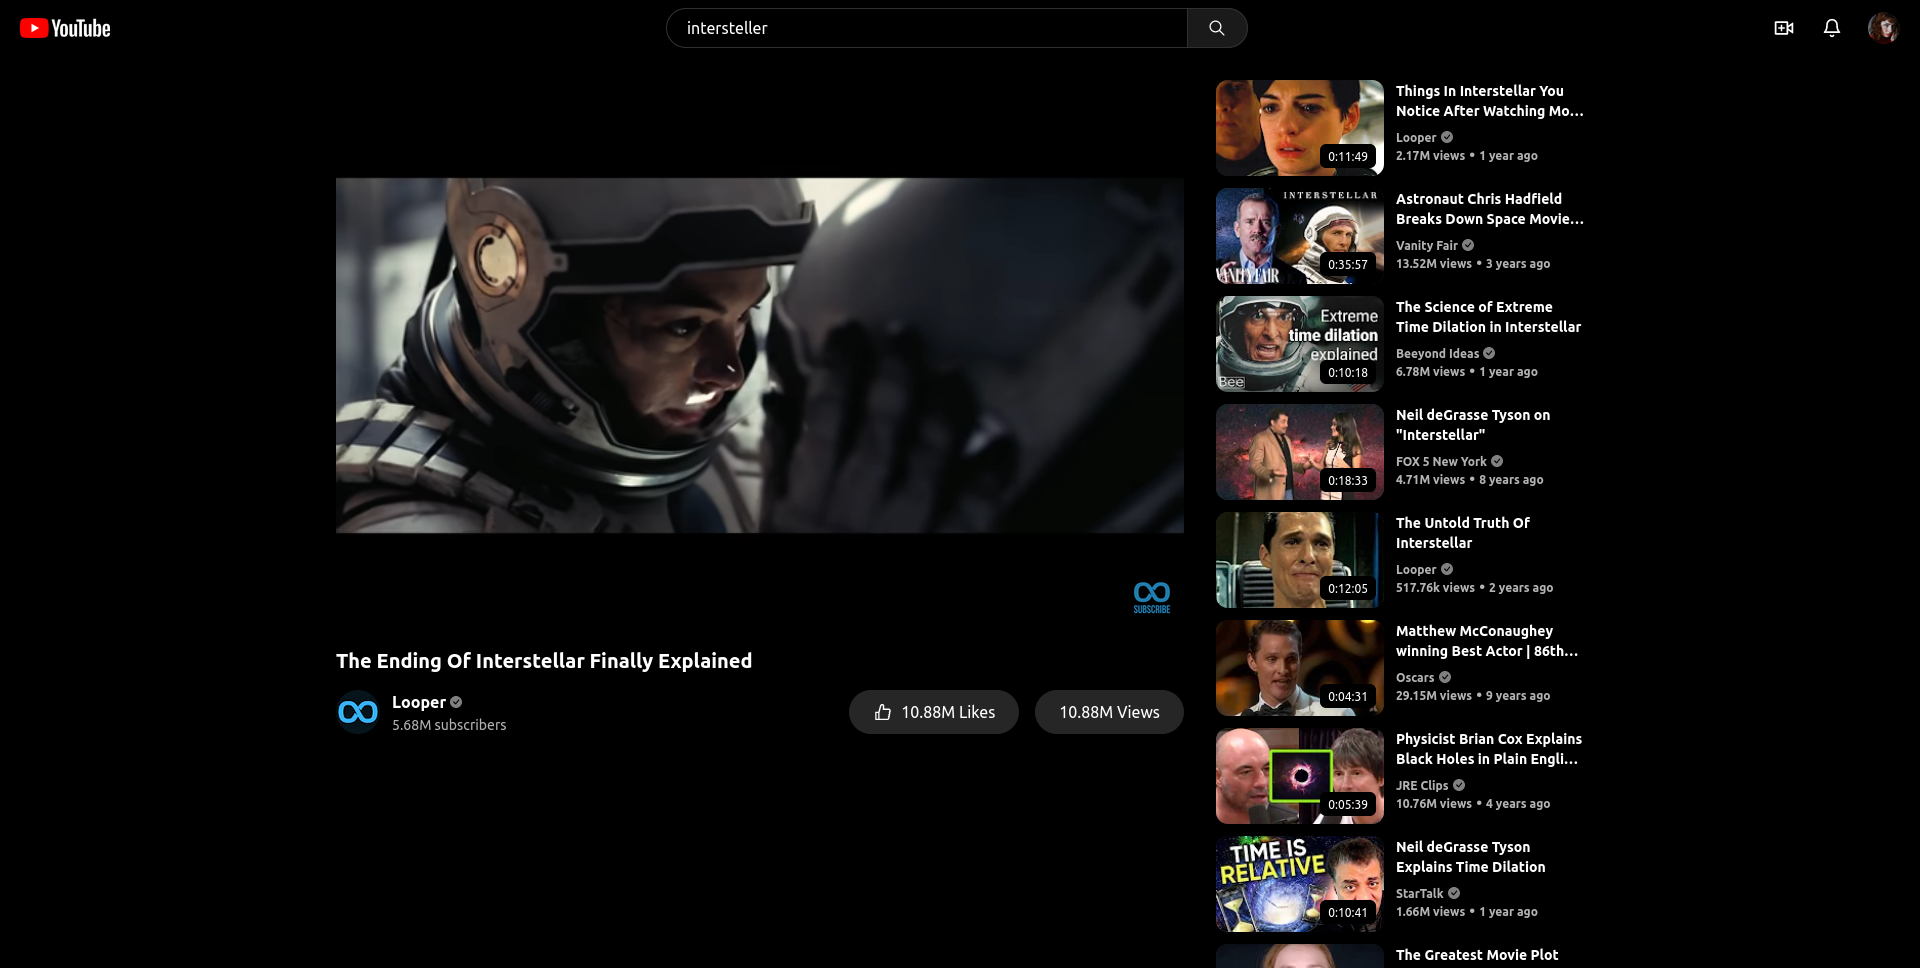 YouTube
intersteller
SUBSCRIBE
The Ending Of Interstellar Finally Explained
Looper
5.68M subscribers
10.88M Likes
10.88M Views
0:11:49
Things In Interstellar You
Notice After Watching Mo...
Looper
2.17M views • 1 year ago
INTERSTELLAR
VANITY FAIR
0:35:57
Astronaut Chris Hadfield
Breaks Down Space Movie...
Vanity Fair
13.52M views • 3 years ago
Extreme
time dilation
explained
Bee
0:10:18
The Science of Extreme
Time Dilation in Interstellar
Beeyond Ideas
6.78M views • 1 year ago
0:18:33
Neil deGrasse Tyson on
"Interstellar"
FOX 5 New York
4.71M views • 8 years ago
0:12:05
The Untold Truth Of
Interstellar
Looper
517.76k views • 2 years ago
0:04:31
Matthew McConaughey
winning Best Actor | 86th...
Oscars
29.15M views • 9 years ago
0:05:39
Physicist Brian Cox Explains
Black Holes in Plain Engli...
JRE Clips
10.76M views • 4 years ago
TIME IS
RELATIVE
0:10:41
Neil deGrasse Tyson
Explains Time Dilation
StarTalk
1.66M views • 1 year ago
The Greatest Movie Plot